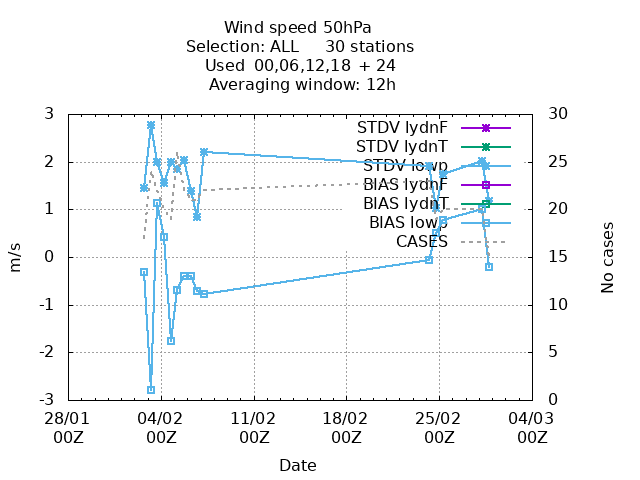 Wind speed 50hPa
Selection: ALL 30 stations
Used 00,06,12,18 + 24
Averaging window: 12h
3 30
STDV lydnF
STDV lydnT
2 25
STDV lowp
BIAS lydnF
BIAS lydnT
1 20
BIAS lowp
CASES
0 15
-1 10
-2 5
-3 0
m/s
No cases
28/01 04/02 11/02 18/02 25/02 04/03
00Z 00Z 00Z 00Z 00Z 00Z
Date